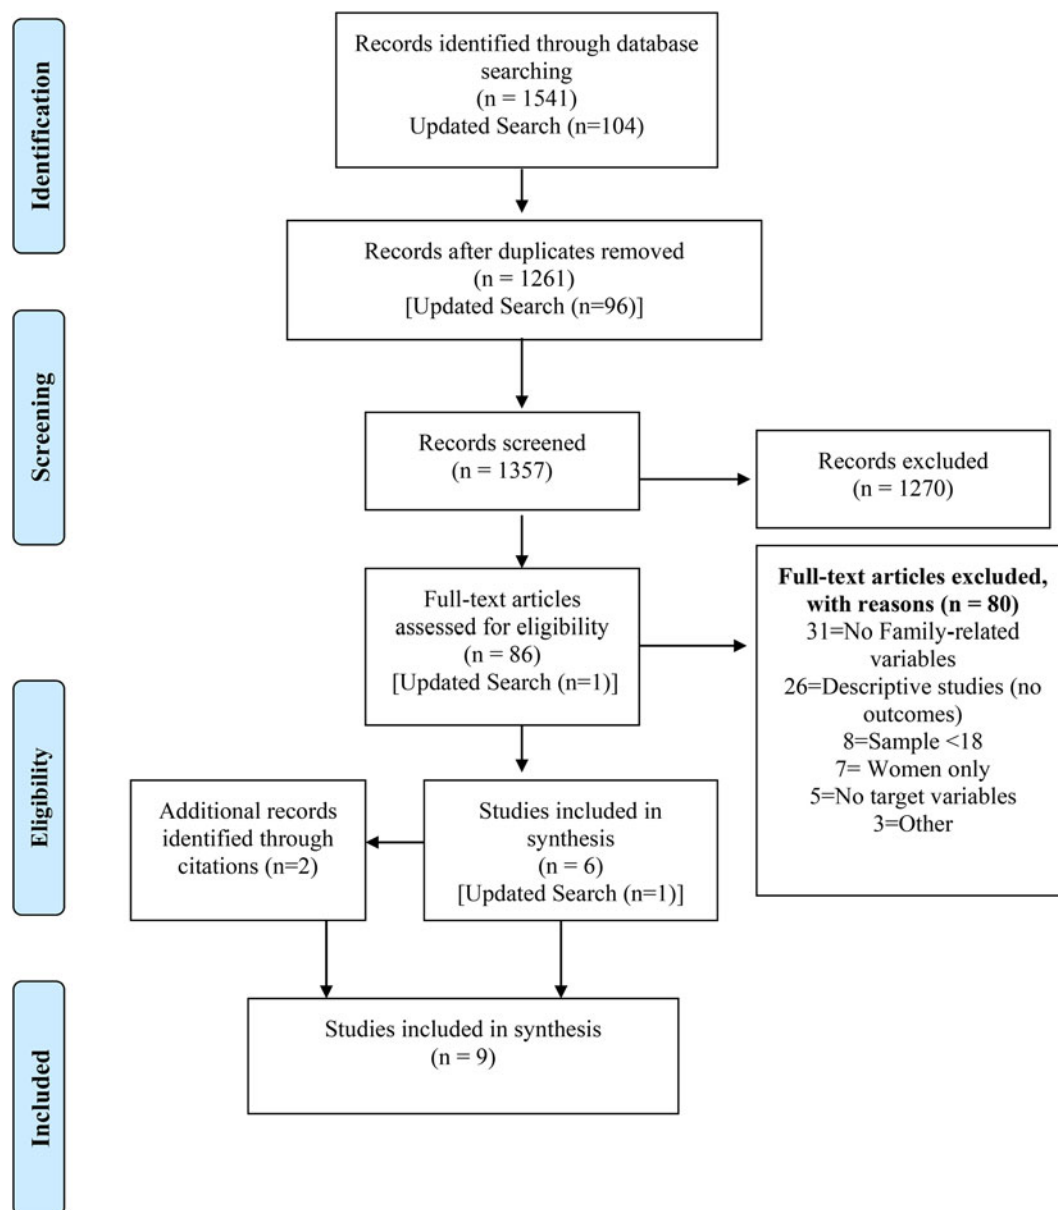 Identification
Records identified through database
searching
(n = 1541)
Updated Search (n=104)
Records after duplicates removed
(n = 1261)
[Updated Search (n=96)]
Screening
Records screened
(n = 1357)
Records excluded
(n = 1270)
Full-text articles
assessed for eligibility
(n = 86)
[Updated Search (n=1)]
Full-text articles excluded,
with reasons (n = 80)
31=No Family-related
variables
26=Descriptive studies (no
outcomes)
8=Sample <18
7= Women only
5=No target variables
3=Other
Eligibility
Additional records
identified through
citations (n=2)
Studies included in
synthesis
(n = 6)
[Updated Search (n=1)]
Included
Studies included in synthesis
(n = 9)